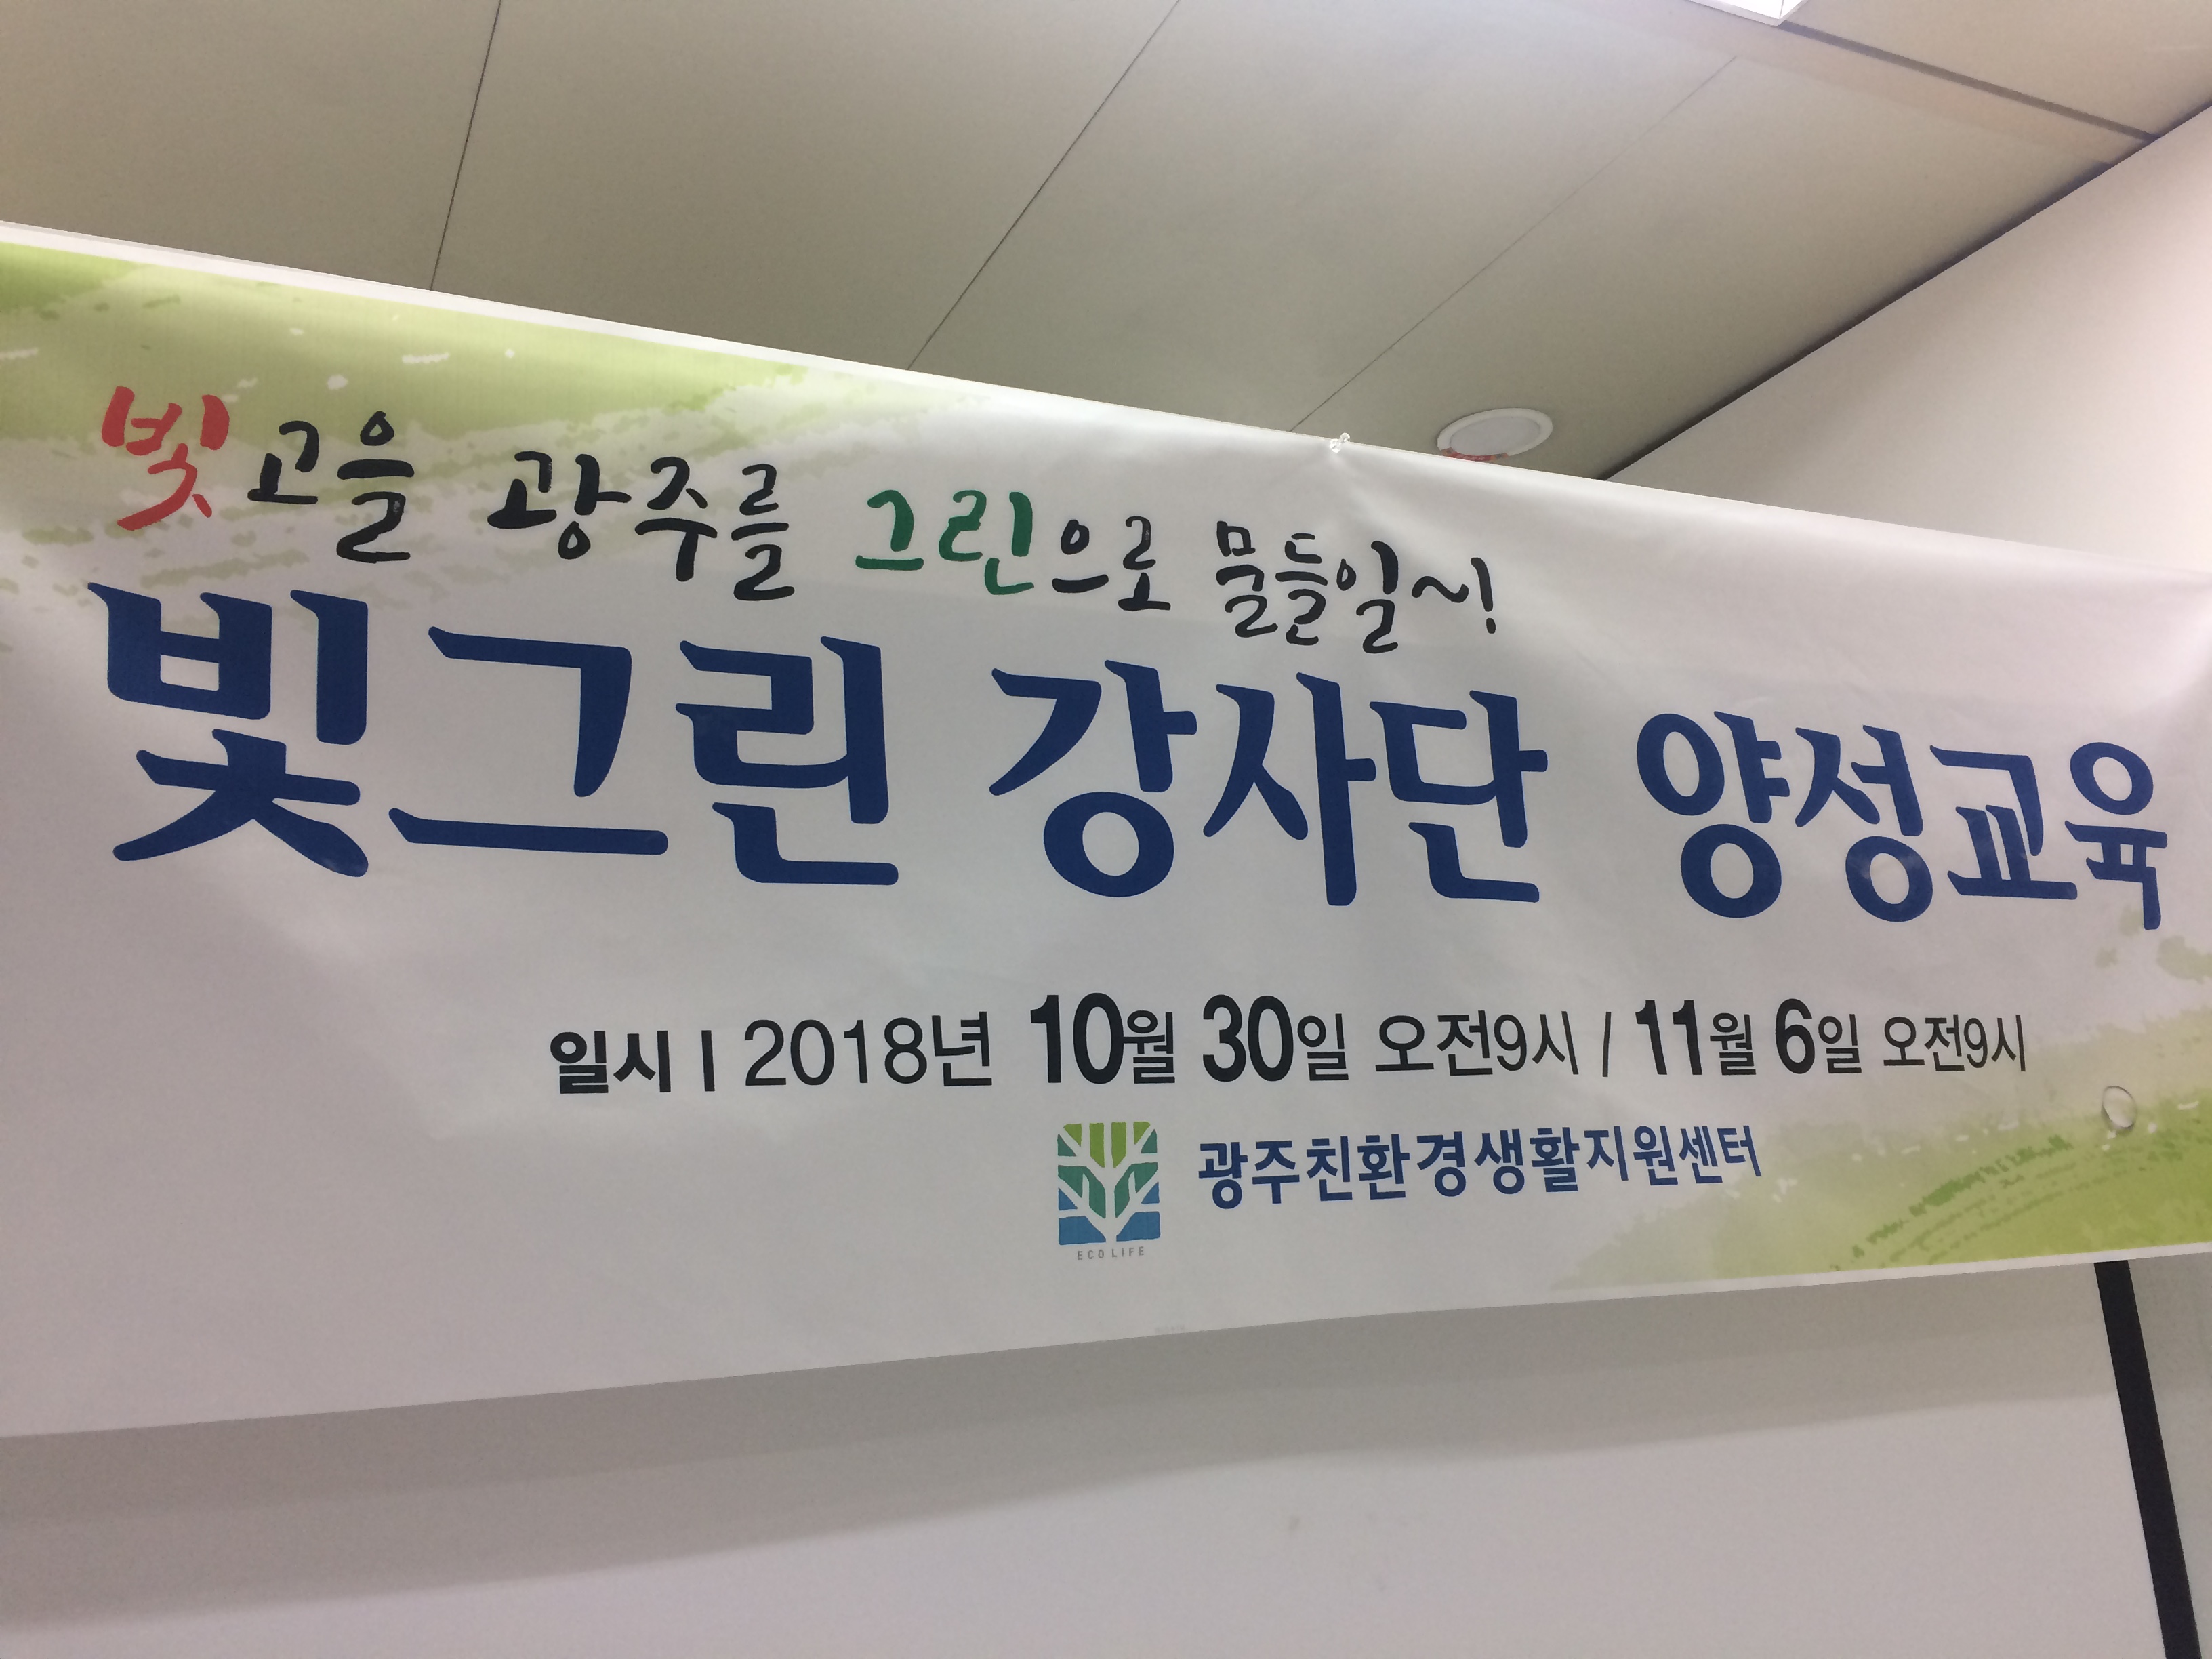 빛고을 광주를 그린으로 물들일~!
빛그린 강사단 양성교육
일시 | 2018년 10월 30일 오전9시 / 11월 6일 오전9시
광주친환경생활지원센터
ECO LIFE